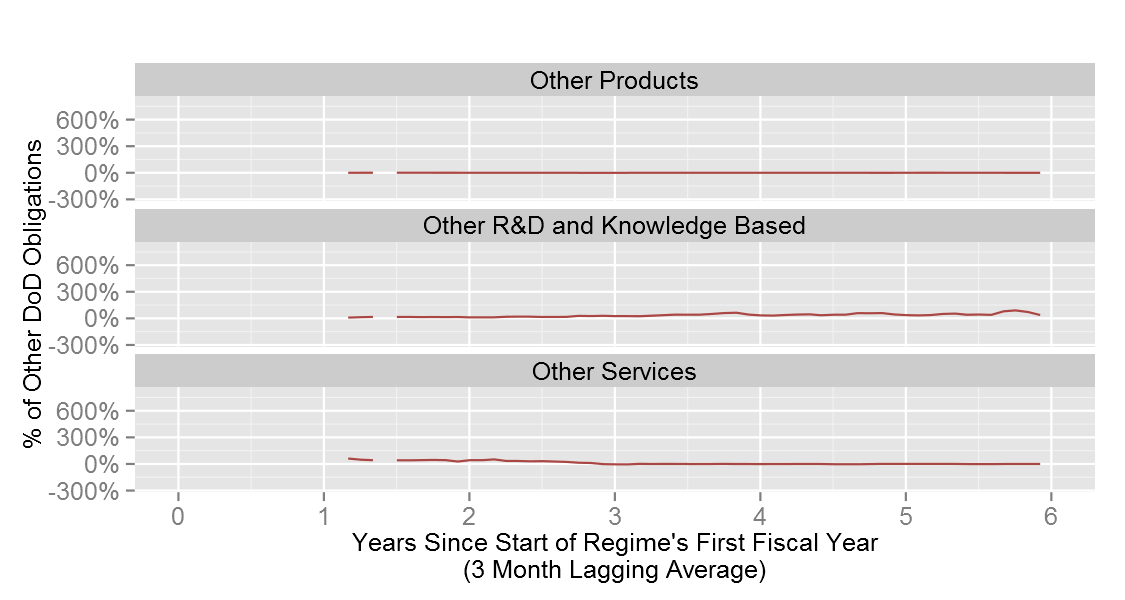 Other Products
600%
300%
0%
-300%
Other R&D and Knowledge Based
600%
300%
0%
-300%
Other Services
600%
300%
0%
-300%
% of Other DoD Obligations
0 1 2 3 4 5 6
Years Since Start of Regime's First Fiscal Year
(3 Month Lagging Average)